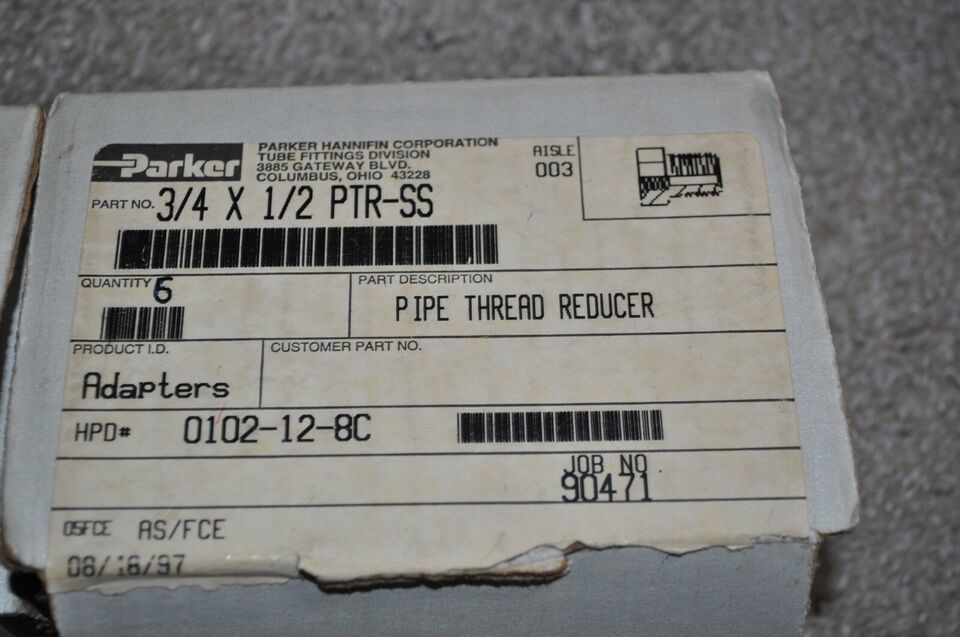 Parker
PARKER HANNIFIN CORPORATION
TUBE FITTINGS DIVISION
3885 GATEWAY BLVD.
COLUMBUS, OHIO 43228
AISLE
003
PART NO. 3/4 X 1/2 PTR-SS
QUANTITY 6
PART DESCRIPTION
PIPE THREAD REDUCER
PRODUCT I.D.
Adapters
CUSTOMER PART NO.
HPD# 0102-12-8C
JOB NO.
90471
05FCE AS/FCE
08/18/97